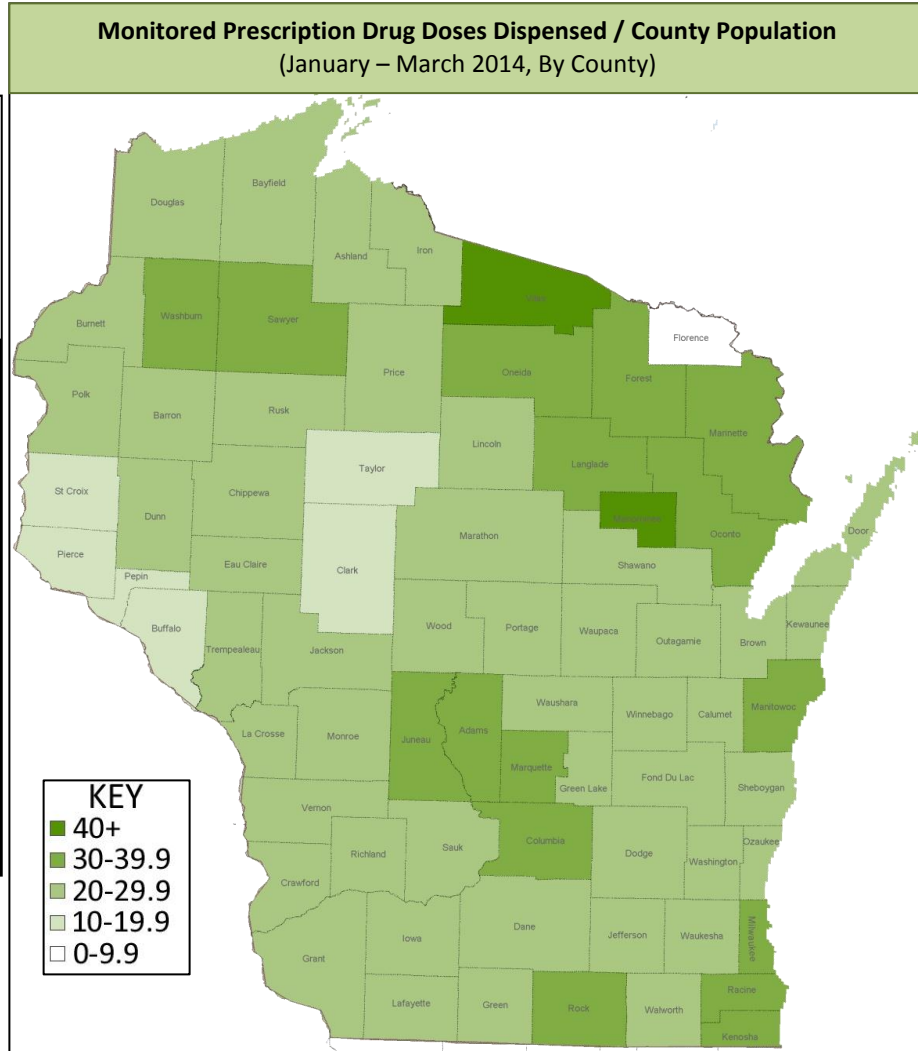 Monitored Prescription Drug Doses Dispensed / County Population
(January – March 2014, By County)
Bayfield
Douglas
Iron
Ashland
Vilas
Washburn
Sawyer
Burnett
Florence
Price
Oneida
Forest
Polk
Barron
Rusk
Marinette
Lincoln
Taylor
Langlade
St Croix
Chippewa
Dunn
Menominee
Marathon
Oconto
Door
Pierce
Eau Claire
Clark
Shawano
Pepin
Buffalo
Wood
Portage
Waupaca
Outagamie
Brown
Kewaunee
Trempealeau
Jackson
Waushara
Winnebago
Calumet
Manitowoc
La Crosse
Monroe
Juneau
Adams
Marquette
Green Lake
Fond Du Lac
Sheboygan
Vernon
Columbia
Ozaukee
Richland
Sauk
Dodge
Washington
Crawford
Milwaukee
Iowa
Dane
Jefferson
Waukesha
Grant
Racine
Lafayette
Green
Rock
Walworth
Kenosha
KEY
40+
30-39.9
20-29.9
10-19.9
0-9.9